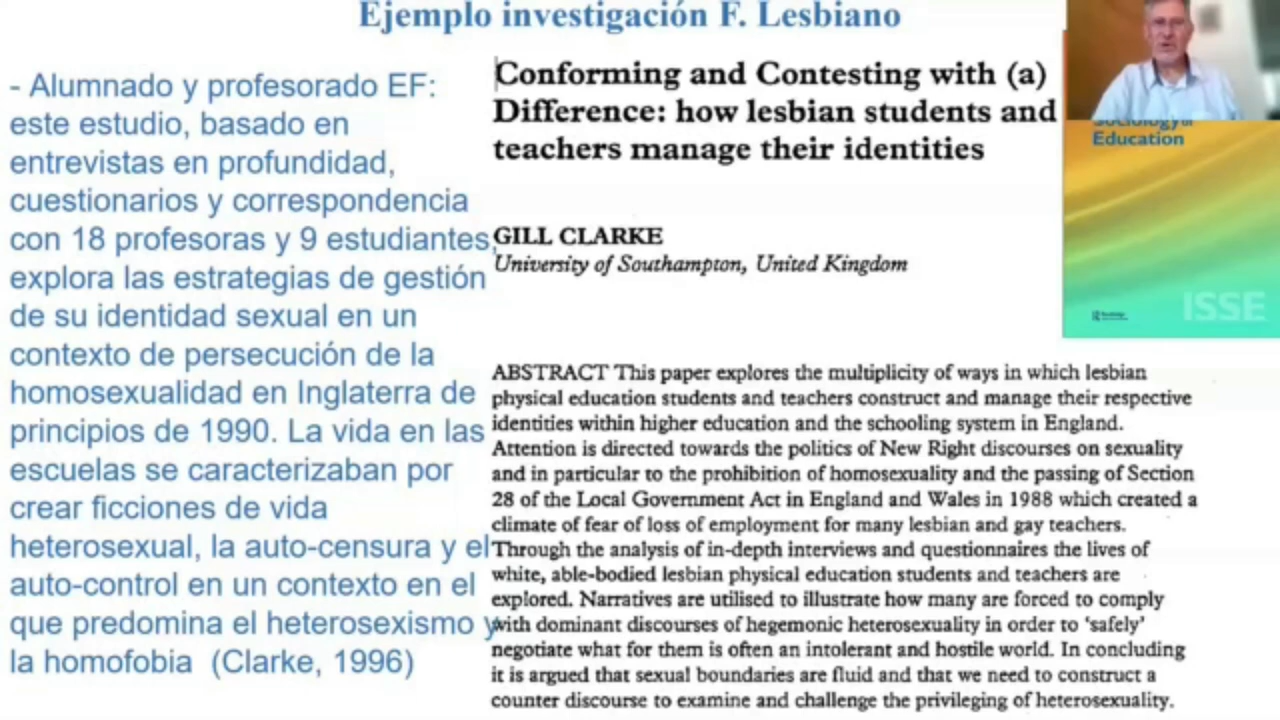 Ejemplo investigación F. Lesbiano
- Alumnado y profesorado EF:
este estudio, basado en
entrevistas en profundidad,
cuestionarios y correspondencia
con 18 profesoras y 9 estudiantes,
explora las estrategias de gestión
de su identidad sexual en un
contexto de persecución de la
homosexualidad en Inglaterra de
principios de 1990. La vida en las
escuelas se caracterizaban por
crear ficciones de vida
heterosexual, la auto-censura y el
auto-control en un contexto en el
que predomina el heterosexismo y
la homofobia (Clarke, 1996)
Conforming and Contesting with (a)
Difference: how lesbian students and
teachers manage their identities
GILL CLARKE
University of Southampton, United Kingdom
ABSTRACT This paper explores the multiplicity of ways in which lesbian
physical education students and teachers construct and manage their respective
identities within higher education and the schooling system in England.
Attention is directed towards the politics of New Right discourses on sexuality
and in particular to the prohibition of homosexuality and the passing of Section
28 of the Local Government Act in England and Wales in 1988 which created a
climate of fear of loss of employment for many lesbian and gay teachers.
Through the analysis of in-depth interviews and questionnaires the lives of
white, able-bodied lesbian physical education students and teachers are
explored. Narratives are utilised to illustrate how many are forced to comply
with dominant discourses of hegemonic heterosexuality in order to 'safely'
negotiate what for them is often an intolerant and hostile world. In concluding
it is argued that sexual boundaries are fluid and that we need to construct a
counter discourse to examine and challenge the privileging of heterosexuality.
Sociology of
Education
ISSE